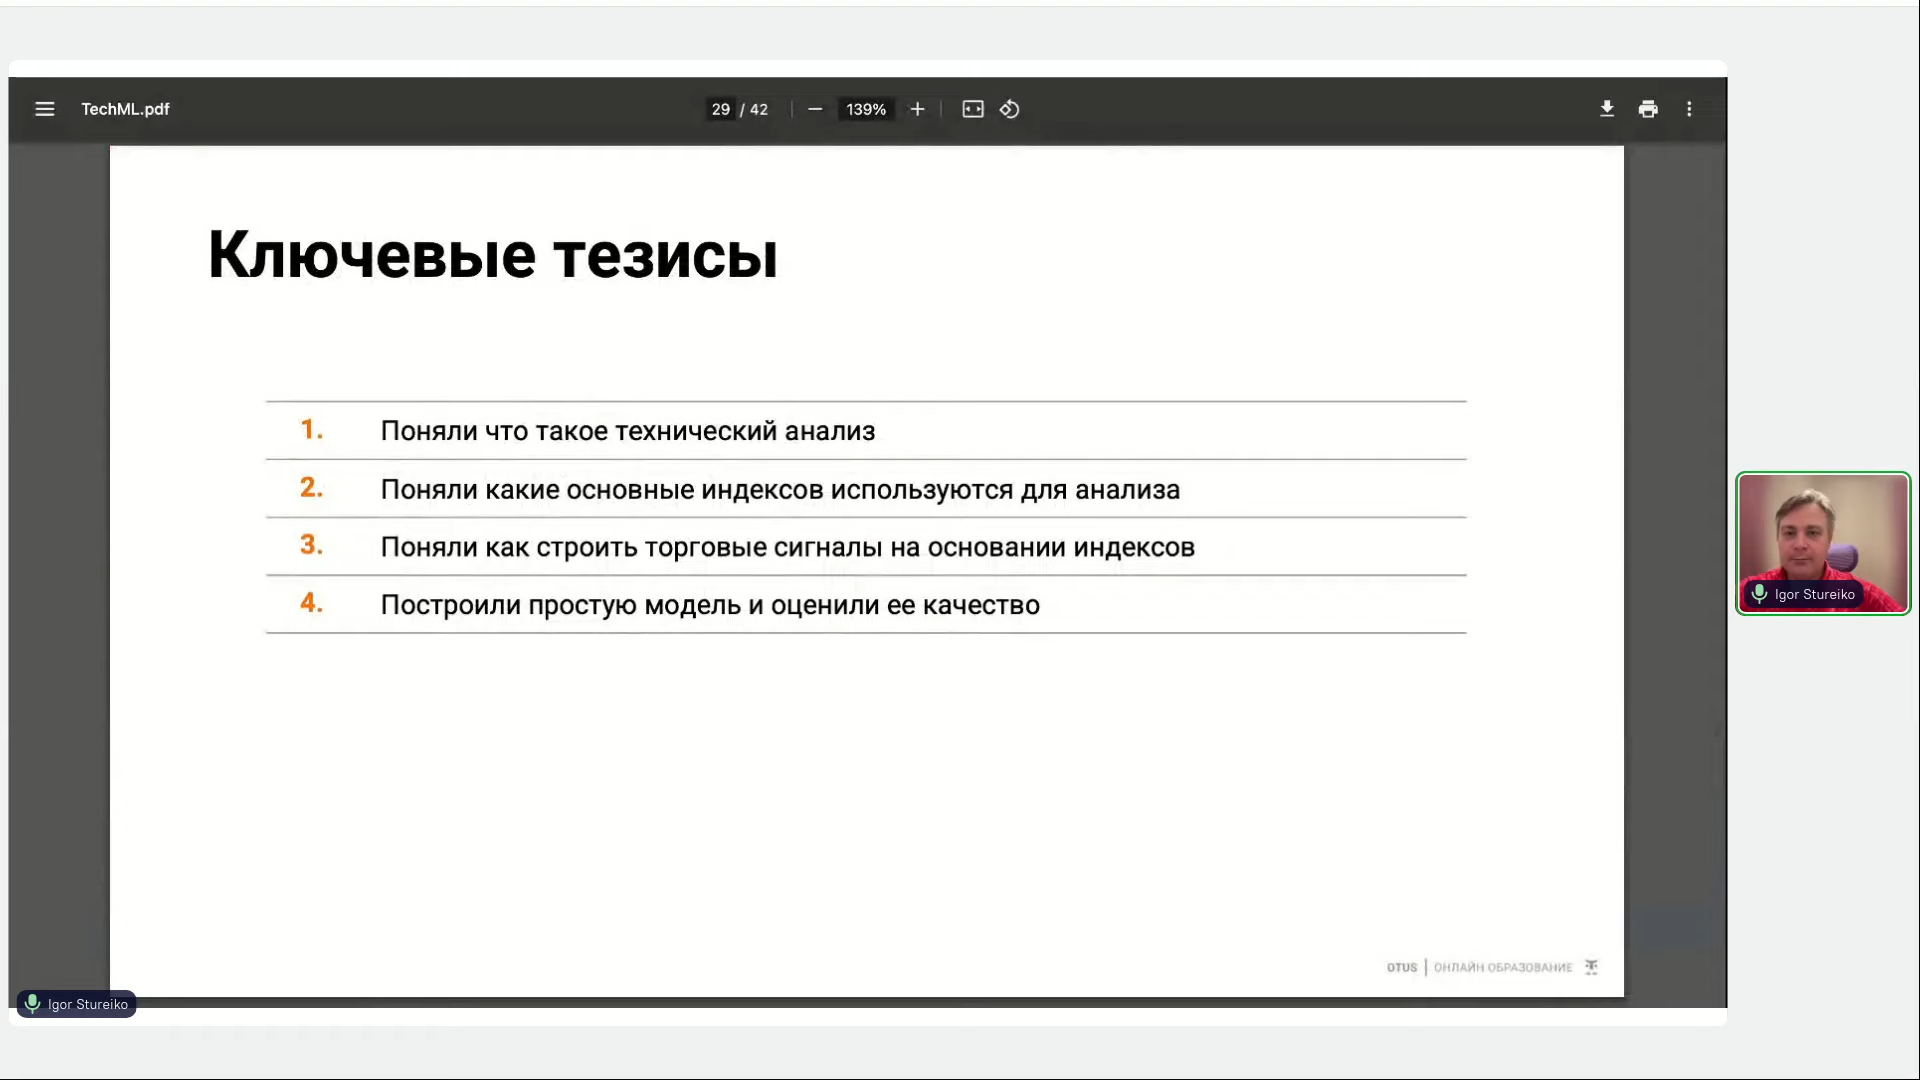 TechML.pdf
29 / 42
139%
Ключевые тезисы
1. Поняли что такое технический анализ
2. Поняли какие основные индексов используются для анализа
3. Поняли как строить торговые сигналы на основании индексов
4. Построили простую модель и оценили ее качество
Igor Stureiko
OTUS | ОНЛАЙН ОБРАЗОВАНИЕ
Igor Stureiko